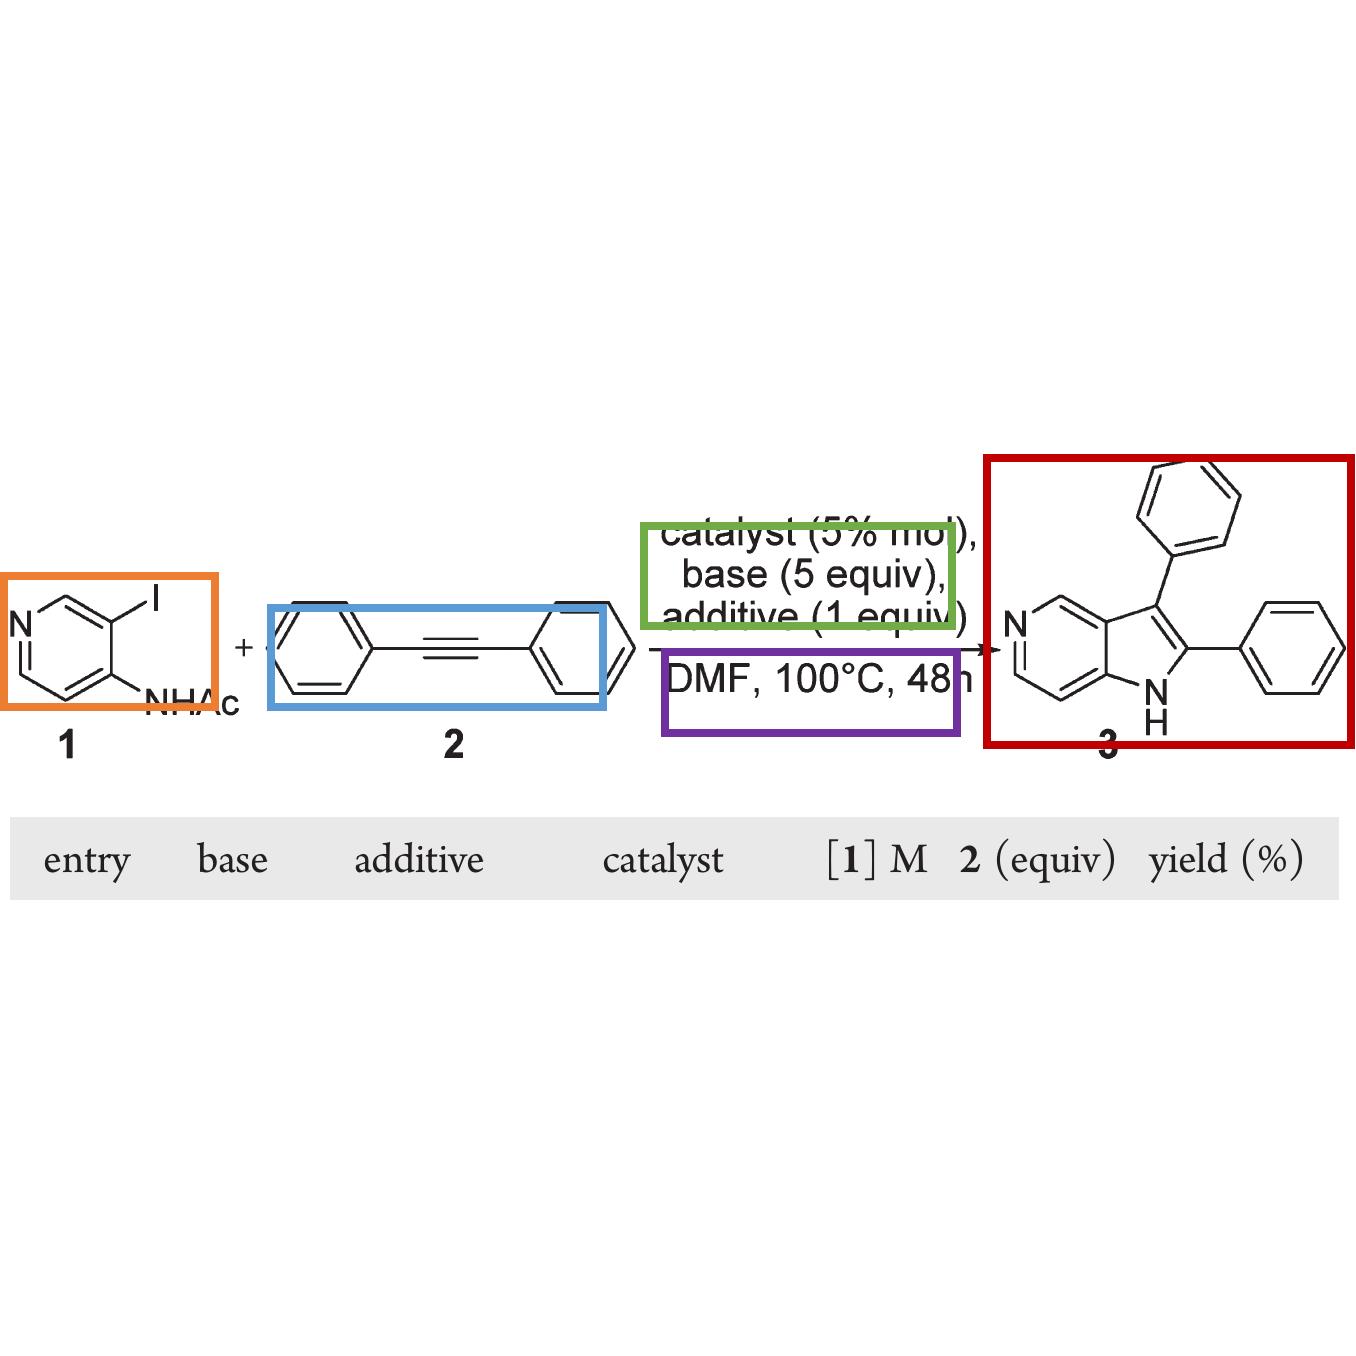 catalyst (5% mol),
base (5 equiv),
additive (1 equiv)
DMF, 100°C, 48h
N
I
NHAc
+
N
N
H
1
2
3
entry base additive catalyst [1] M 2 (equiv) yield (%)